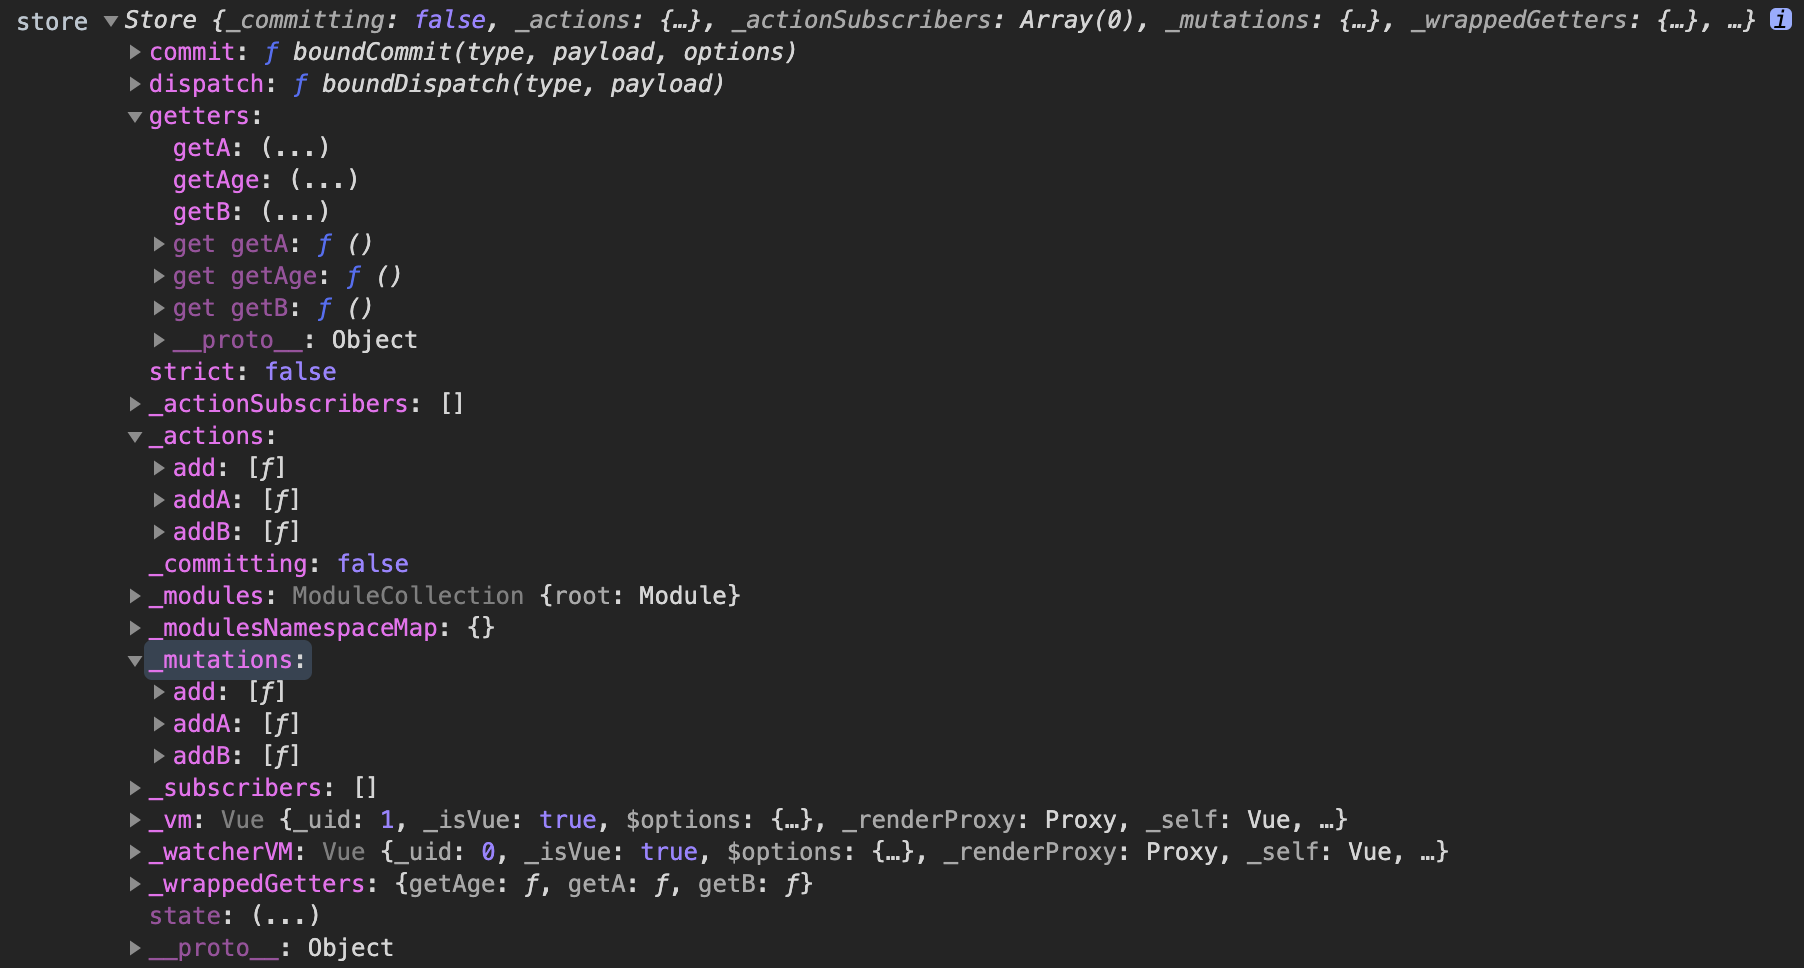 store ▼Store {_committing: false, _actions: {…}, _actionSubscribers: Array(0), _mutations: {…}, _wrappedGetters: {…}, …} i
▶commit: ƒ boundCommit(type, payload, options)
▶dispatch: ƒ boundDispatch(type, payload)
▼getters:
getA: (...)
getAge: (...)
getB: (...)
▶get getA: ƒ ()
▶get getAge: ƒ ()
▶get getB: ƒ ()
▶__proto__: Object
strict: false
▶_actionSubscribers: []
▼_actions:
▶add: [ƒ]
▶addA: [ƒ]
▶addB: [ƒ]
_committing: false
▶_modules: ModuleCollection {root: Module}
▶_modulesNamespaceMap: {}
▼_mutations:
▶add: [ƒ]
▶addA: [ƒ]
▶addB: [ƒ]
▶_subscribers: []
▶_vm: Vue {_uid: 1, _isVue: true, $options: {…}, _renderProxy: Proxy, _self: Vue, …}
▶_watcherVM: Vue {_uid: 0, _isVue: true, $options: {…}, _renderProxy: Proxy, _self: Vue, …}
▶_wrappedGetters: {getAge: ƒ, getA: ƒ, getB: ƒ}
state: (...)
▶__proto__: Object